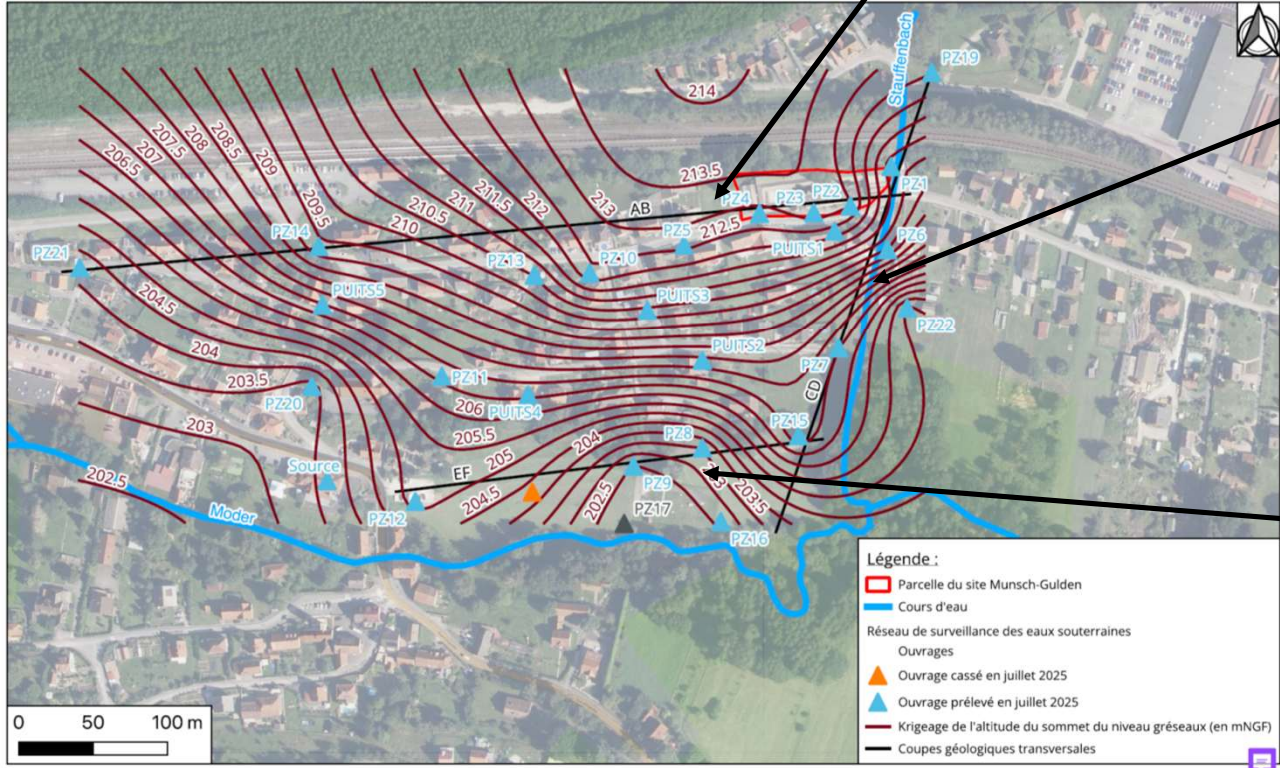 Stauffenbach
PZ19
214
207.5
208
208.5
207
206.5
209
209.5
210
210.5
211
211.5
212
213
213.5
AB
PZ4
PZ3
PZ2
PZ1
PZ5
212.5
PUITS1
PZ6
PZ14
PZ21
PZ13
PZ10
PUITS5
PUITS3
PZ22
204.5
204
203.5
PZ20
PZ11
PUITS2
PZ7
CD
206
PUITS4
205.5
205
204
PZ8
PZ15
203
Source
EF
204.5
202.5
PZ9
203.5
202.5
PZ12
PZ17
PZ16
Moder
Légende :
Parcelle du site Munsch-Gulden
Cours d'eau
Réseau de surveillance des eaux souterraines
Ouvrages
Ouvrage cassé en juillet 2025
Ouvrage prélevé en juillet 2025
Krigeage de l'altitude du sommet du niveau gréseaux (en mNGF)
Coupes géologiques transversales
0 50 100 m